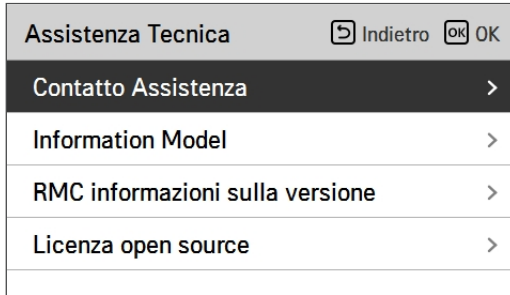 Assistenza Tecnica Indietro OK OK
Contatto Assistenza
Information Model
RMC informazioni sulla versione
Licenza open source